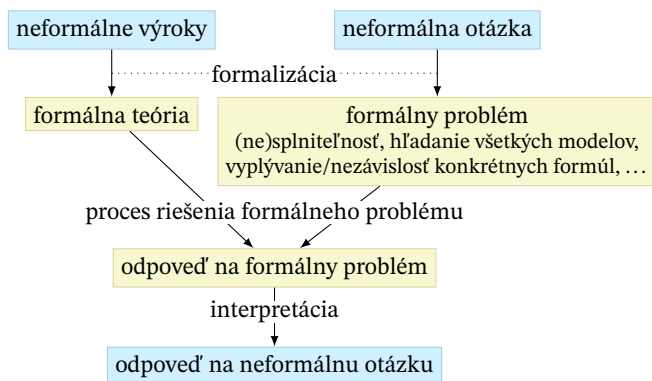 neformálne výroky
neformálna otázka
formalizácia
formálna teória
formálny problém
(ne)splniteľnosť, hľadanie všetkých modelov,
vyplývanie/nezávislosť konkrétnych formúl, …
proces riešenia formálneho problému
odpoveď na formálny problém
interpretácia
odpoveď na neformálnu otázku